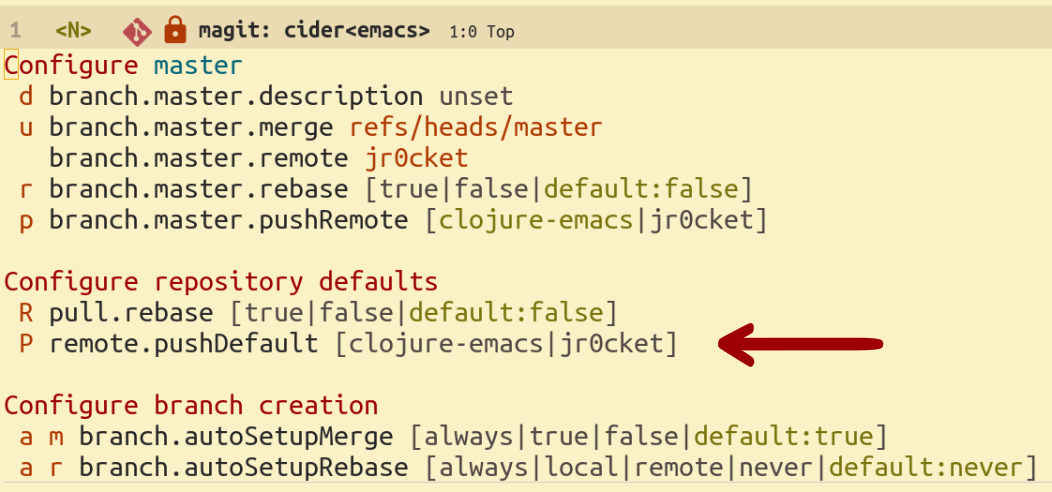 1 <N> magit: cider<emacs> 1:0 Top
Configure master
d branch.master.description unset
u branch.master.merge refs/heads/master
branch.master.remote jr0cket
r branch.master.rebase [true|false|default:false]
p branch.master.pushRemote [clojure-emacs|jr0cket]
Configure repository defaults
R pull.rebase [true|false|default:false]
P remote.pushDefault [clojure-emacs|jr0cket]
Configure branch creation
a m branch.autoSetupMerge [always|true|false|default:true]
a r branch.autoSetupRebase [always|local|remote|never|default:never]